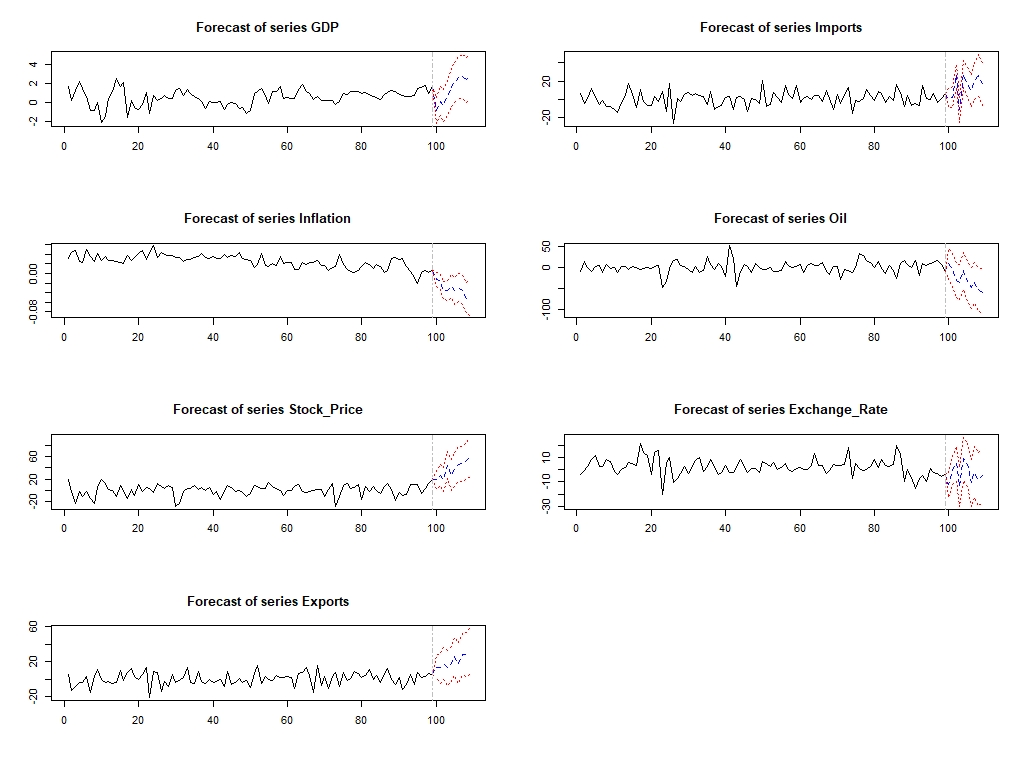 Forecast of series GDP
4
2
0
-2
0 20 40 60 80 100
Forecast of series Imports
20
-20
0 20 40 60 80 100
Forecast of series Inflation
0.00
-0.08
0 20 40 60 80 100
Forecast of series Oil
50
0
-100
0 20 40 60 80 100
Forecast of series Stock_Price
60
20
-20
0 20 40 60 80 100
Forecast of series Exchange_Rate
10
-10
-30
0 20 40 60 80 100
Forecast of series Exports
60
20
-20
0 20 40 60 80 100